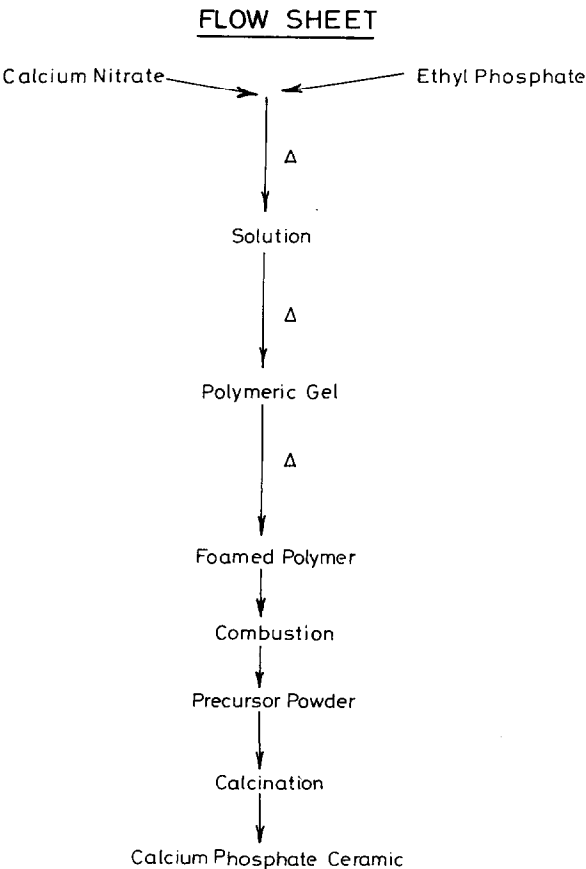 FLOW SHEET
Calcium Nitrate
Ethyl Phosphate
Δ
Solution
Δ
Polymeric Gel
Δ
Foamed Polymer
Combustion
Precursor Powder
Calcination
Calcium Phosphate Ceramic